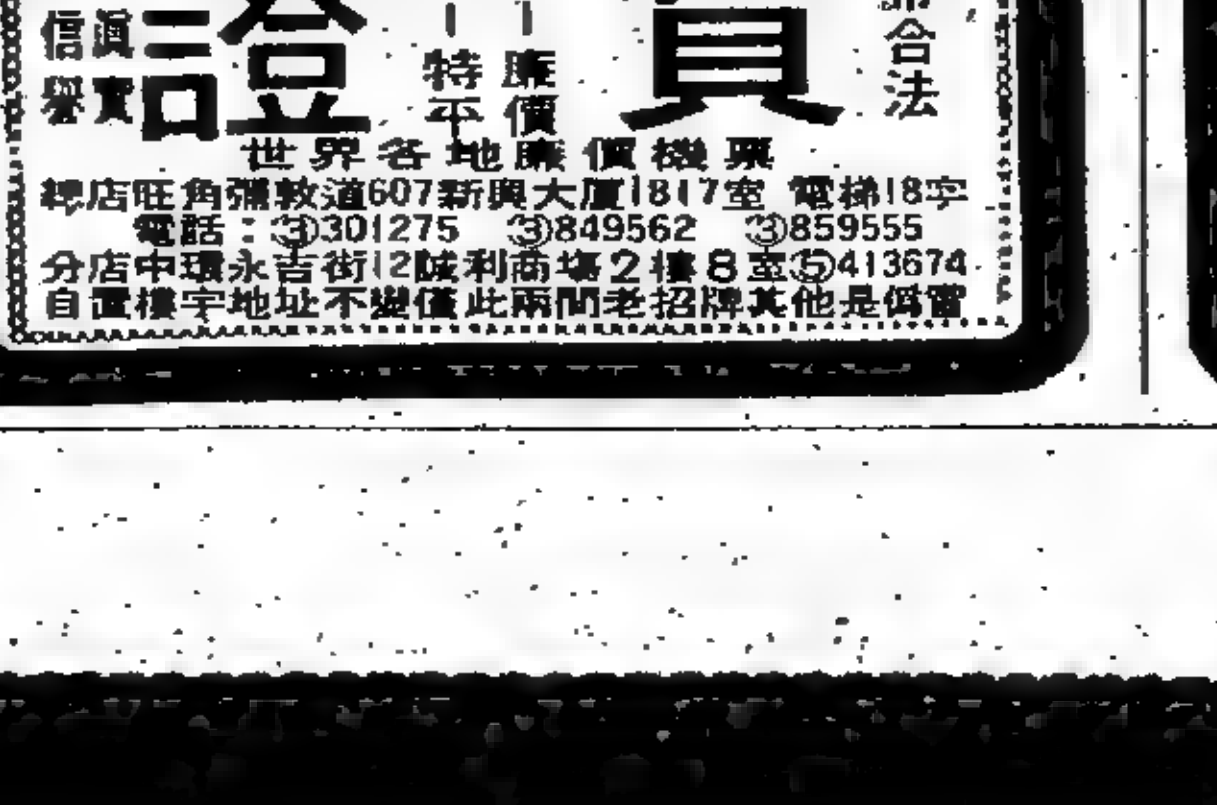 合法
廉價
特平
證
眞實
信譽
世界各地廉價機票
總店旺角彌敦道607新興大廈1817室 電梯18字
電話：③301275 ③849562 ③859555
分店中環永吉街12誠利商場2樓8室⑤413674
自置樓宇地址不變僅此兩間老招牌其他是僞冒